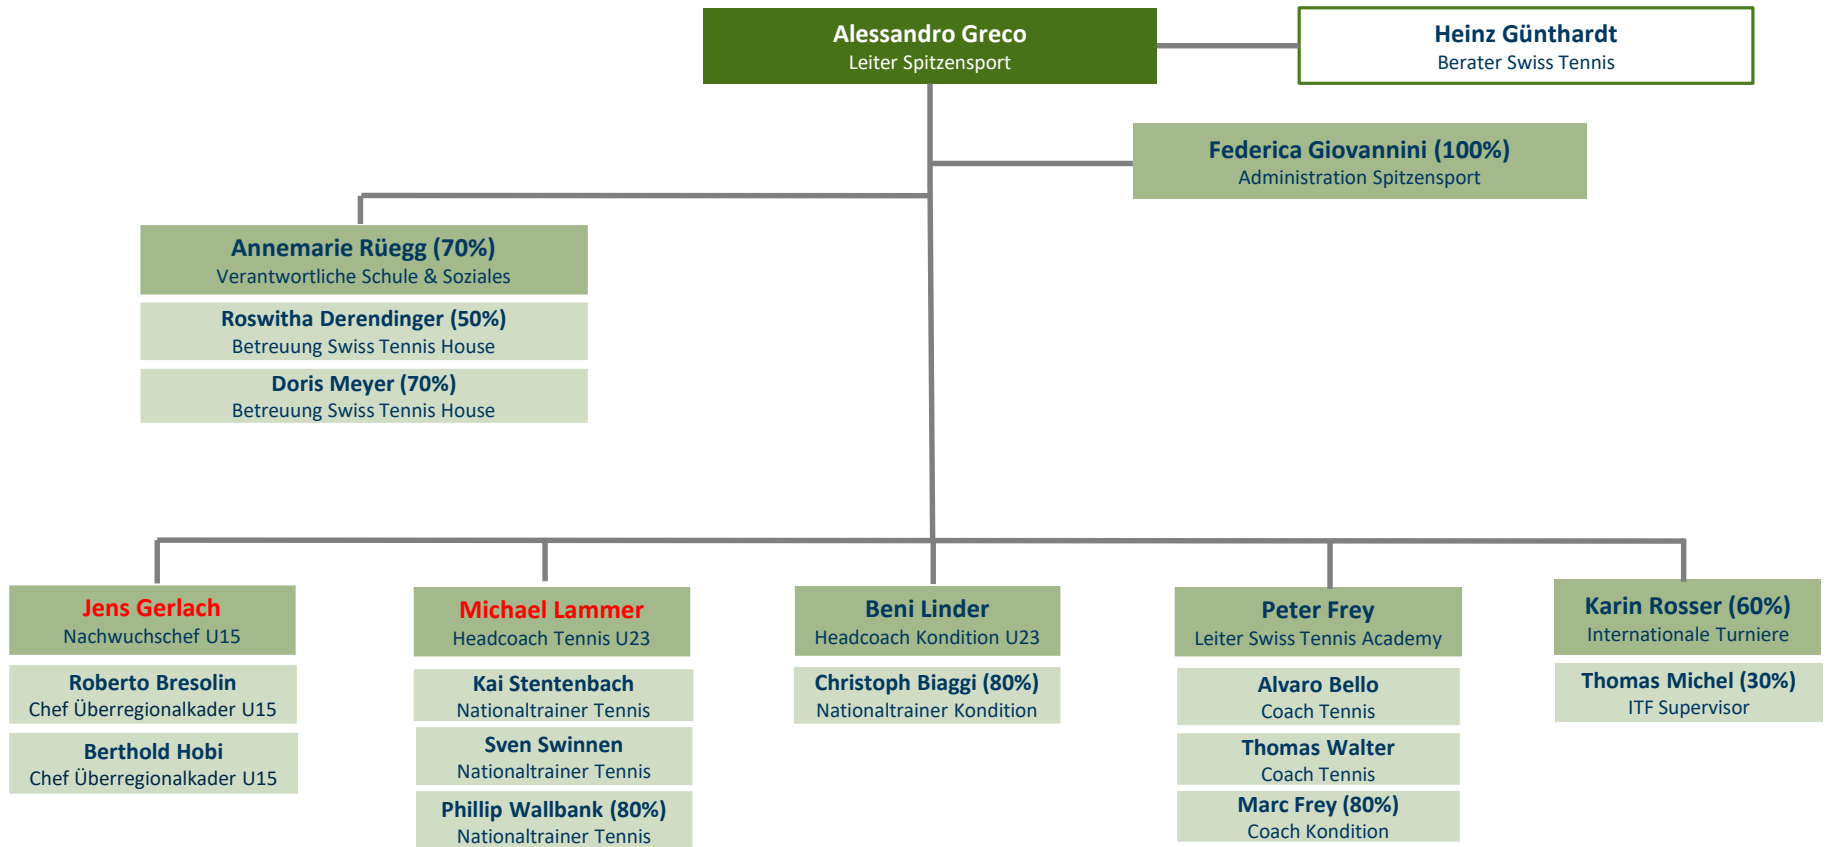 Alessandro Greco
Leiter Spitzensport
Heinz Günthardt
Berater Swiss Tennis
Federica Giovannini (100%)
Administration Spitzensport
Annemarie Rüegg (70%)
Verantwortliche Schule & Soziales
Roswitha Derendinger (50%)
Betreuung Swiss Tennis House
Doris Meyer (70%)
Betreuung Swiss Tennis House
Jens Gerlach
Nachwuchschef U15
Roberto Bresolin
Chef Überregionalkader U15
Berthold Hobi
Chef Überregionalkader U15
Michael Lammer
Headcoach Tennis U23
Kai Stentenbach
Nationaltrainer Tennis
Sven Swinnen
Nationaltrainer Tennis
Phillip Wallbank (80%)
Nationaltrainer Tennis
Beni Linder
Headcoach Kondition U23
Christoph Biaggi (80%)
Nationaltrainer Kondition
Peter Frey
Leiter Swiss Tennis Academy
Alvaro Bello
Coach Tennis
Thomas Walter
Coach Tennis
Marc Frey (80%)
Coach Kondition
Karin Rosser (60%)
Internationale Turniere
Thomas Michel (30%)
ITF Supervisor